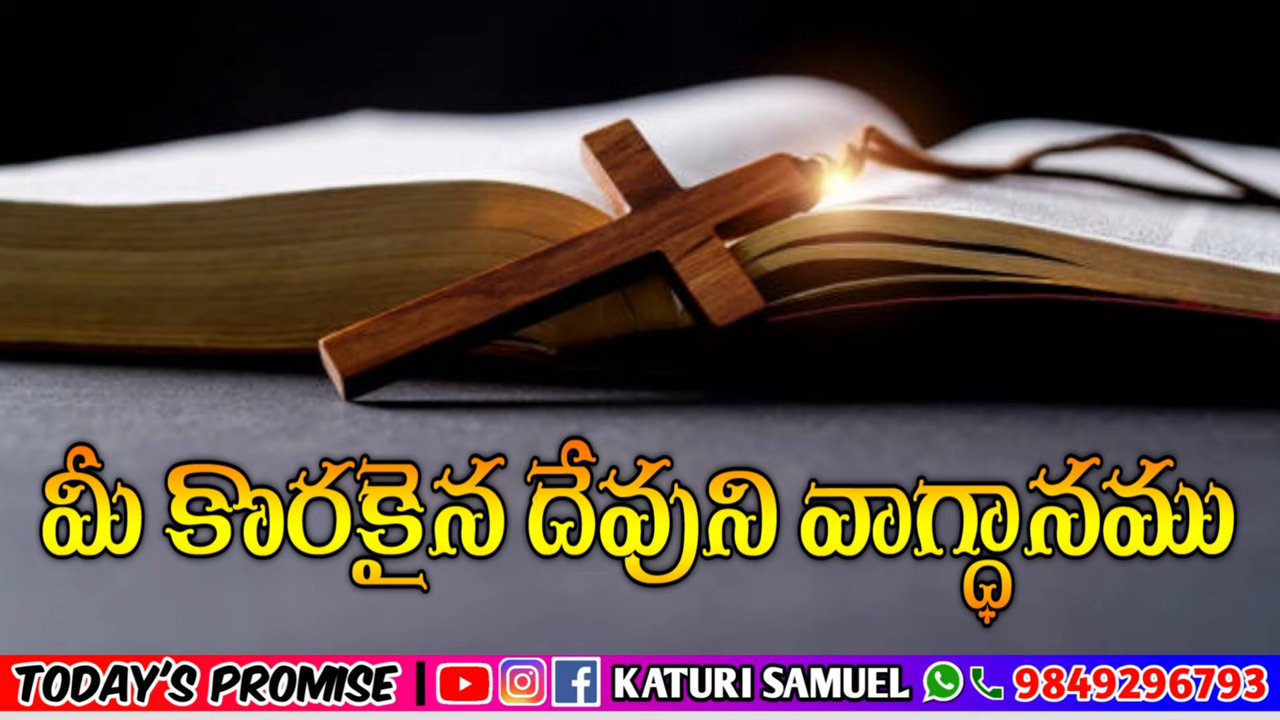 మీ కొరకైన దేవుని వాగ్ధానము
TODAY'S PROMISE | KATURI SAMUEL 9849296793